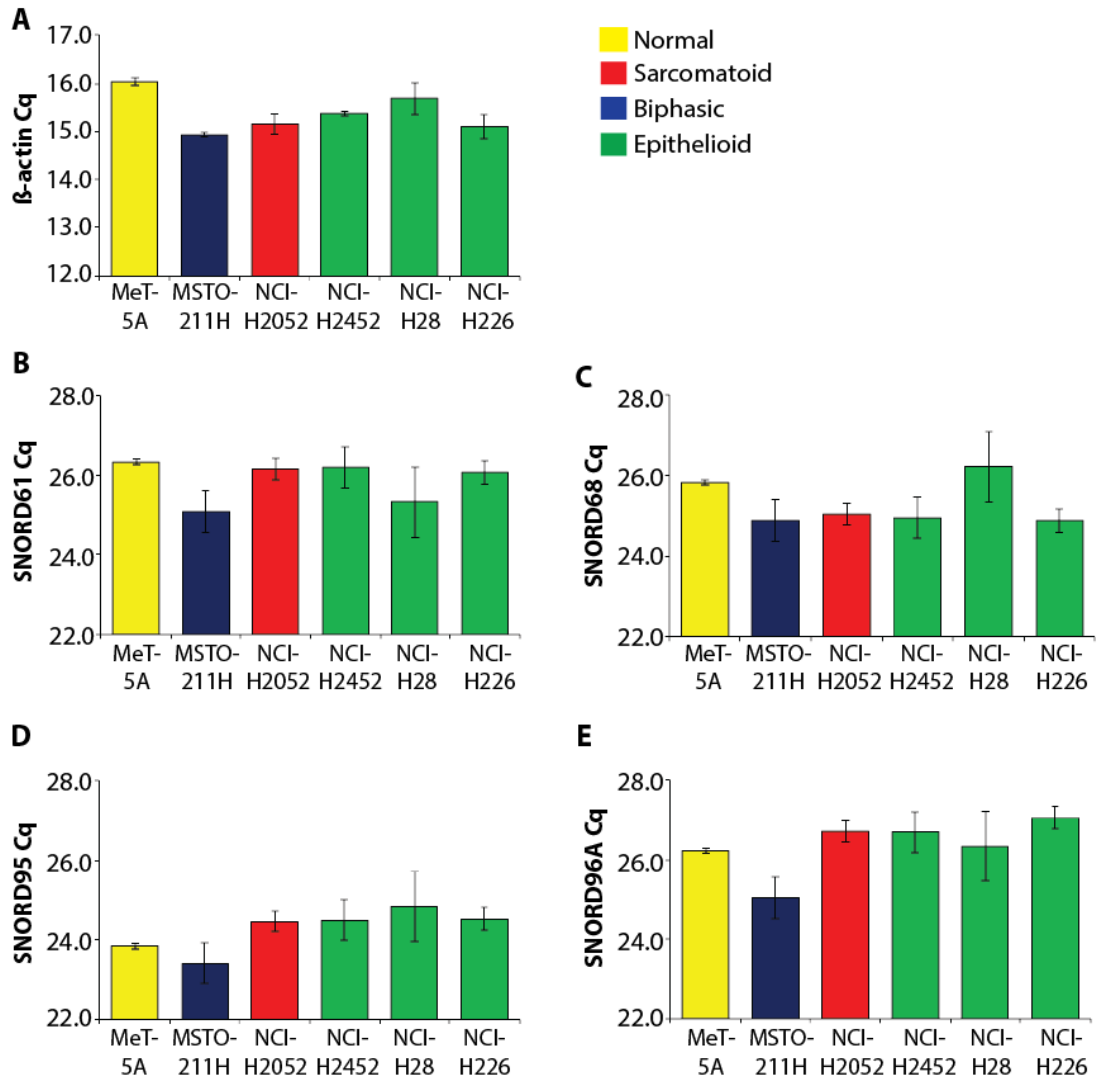 A
17.0
16.0
15.0
14.0
13.0
12.0
ß-actin Cq
MeT-
5A
MSTO-
211H
NCI-
H2052
NCI-
H2452
NCI-
H28
NCI-
H226
Normal
Sarcomatoid
Biphasic
Epithelioid
B
28.0
26.0
24.0
22.0
SNORD61 Cq
MeT-
5A
MSTO-
211H
NCI-
H2052
NCI-
H2452
NCI-
H28
NCI-
H226
C
28.0
26.0
24.0
22.0
SNORD68 Cq
MeT-
5A
MSTO-
211H
NCI-
H2052
NCI-
H2452
NCI-
H28
NCI-
H226
D
28.0
26.0
24.0
22.0
SNORD95 Cq
MeT-
5A
MSTO-
211H
NCI-
H2052
NCI-
H2452
NCI-
H28
NCI-
H226
E
28.0
26.0
24.0
22.0
SNORD96A Cq
MeT-
5A
MSTO-
211H
NCI-
H2052
NCI-
H2452
NCI-
H28
NCI-
H226